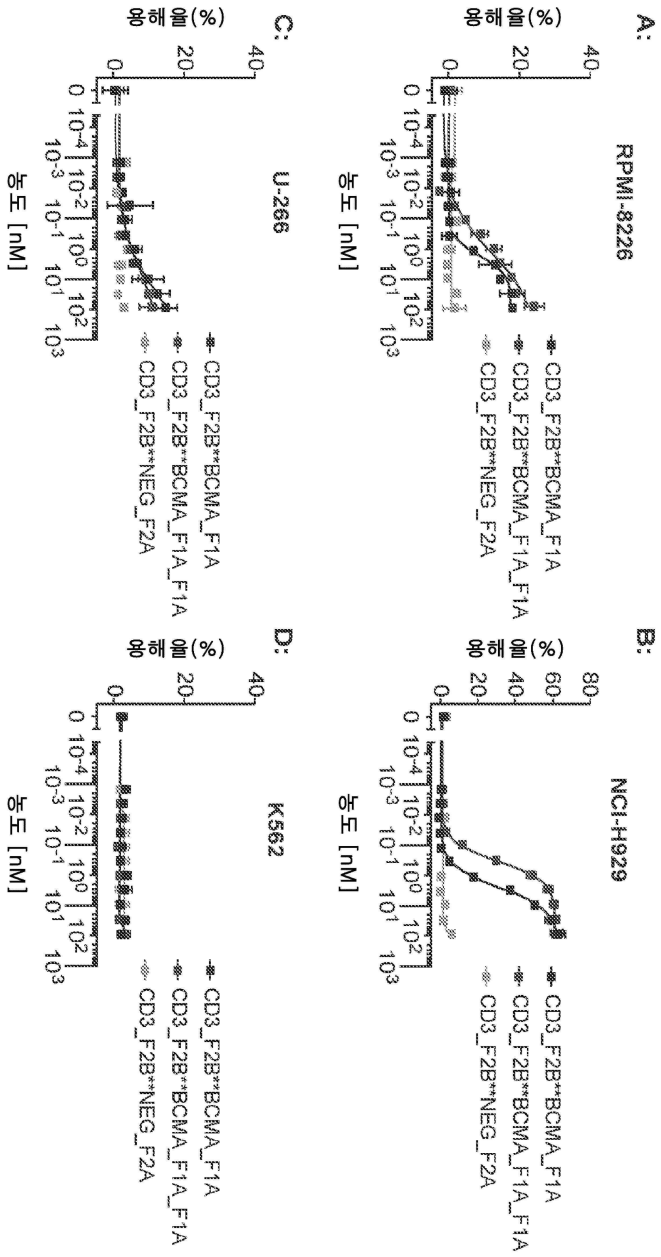 A:
RPMI-8226
용해율(%)
40
20
0
0 10⁻⁴ 10⁻³ 10⁻² 10⁻¹ 10⁰ 10¹ 10² 10³
농도 [nM]
CD3_F2B**BCMA_F1A
CD3_F2B**BCMA_F1A_F1A
CD3_F2B**NEG_F2A
B:
NCI-H929
용해율(%)
80
60
40
20
0
0 10⁻⁴ 10⁻³ 10⁻² 10⁻¹ 10⁰ 10¹ 10² 10³
농도 [nM]
CD3_F2B**BCMA_F1A
CD3_F2B**BCMA_F1A_F1A
CD3_F2B**NEG_F2A
C:
U-266
용해율(%)
40
20
0
0 10⁻⁴ 10⁻³ 10⁻² 10⁻¹ 10⁰ 10¹ 10² 10³
농도 [nM]
CD3_F2B**BCMA_F1A
CD3_F2B**BCMA_F1A_F1A
CD3_F2B**NEG_F2A
D:
K562
용해율(%)
40
20
0
0 10⁻⁴ 10⁻³ 10⁻² 10⁻¹ 10⁰ 10¹ 10² 10³
농도 [nM]
CD3_F2B**BCMA_F1A
CD3_F2B**BCMA_F1A_F1A
CD3_F2B**NEG_F2A